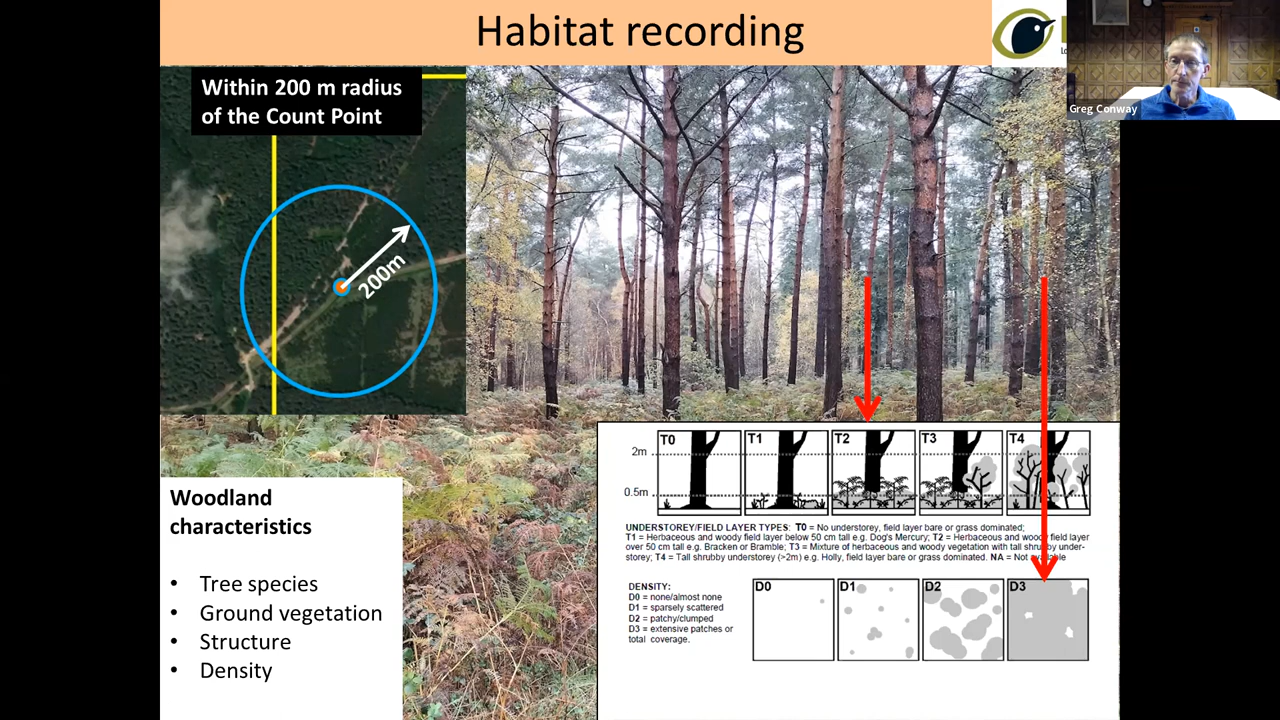 Habitat recording
Greg Conway
Within 200 m radius
of the Count Point
200m
Woodland
characteristics
• Tree species
• Ground vegetation
• Structure
• Density
T0 T1 T2 T3 T4
2m
0.5m
UNDERSTOREY/FIELD LAYER TYPES: T0 = No understorey, field layer bare or grass dominated;
T1 = Herbaceous and woody field layer below 50 cm tall e.g. Dog's Mercury; T2 = Herbaceous and woody field layer
over 50 cm tall e.g. Bracken or Bramble; T3 = Mixture of herbaceous and woody vegetation with tall shrubby under-
storey; T4 = Tall shrubby understorey (>2m) e.g. Holly, field layer bare or grass dominated. NA = Not available
DENSITY:
D0 = none/almost none
D1 = sparsely scattered
D2 = patchy/clumped
D3 = extensive patches or
total coverage.
D0 D1 D2 D3